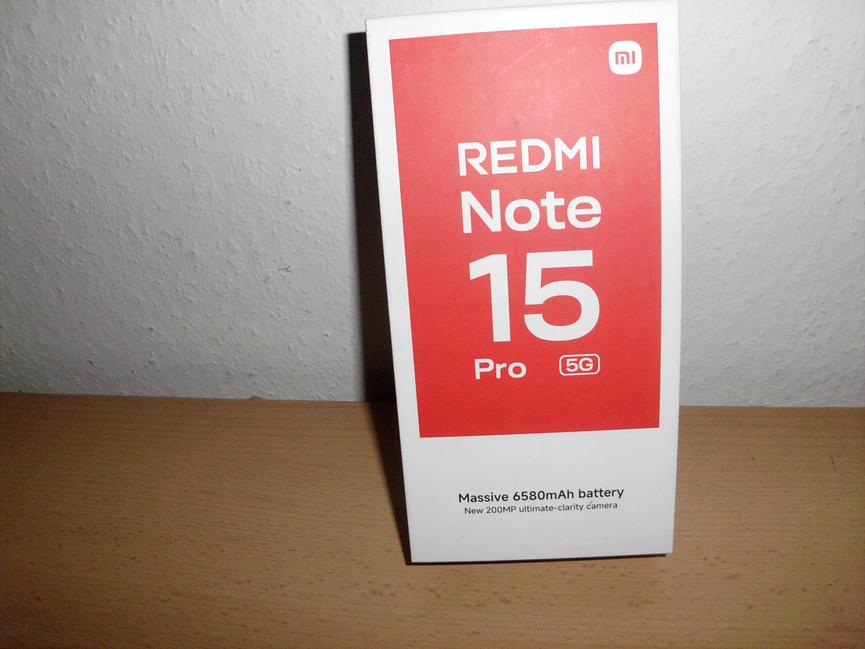 mi
REDMI
Note
15
Pro 5G
Massive 6580mAh battery
New 200MP ultimate-clarity camera